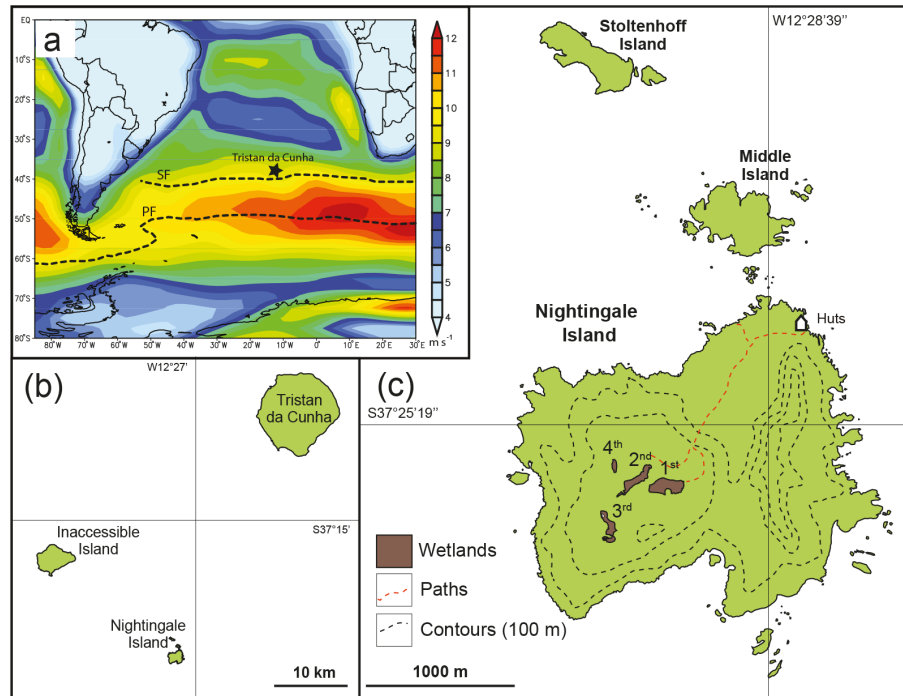 a
EQ
10°S
20°S
30°S
40°S
50°S
60°S
70°S
80°S
80°W
70°W
60°W
50°W
40°W
30°W
20°W
10°W
0°
10°E
20°E
30°E
Tristan da Cunha
SF
PF
12
11
10
9
8
7
6
5
4
m s⁻¹
(b)
W12°27'
Tristan
da Cunha
S37°15'
Inaccessible
Island
Nightingale
Island
10 km
(c)
W12°28'39''
Stoltenhoff
Island
Middle
Island
Nightingale
Island
Huts
S37°25'19''
4th
2nd
1st
3rd
Wetlands
Paths
Contours (100 m)
1000 m